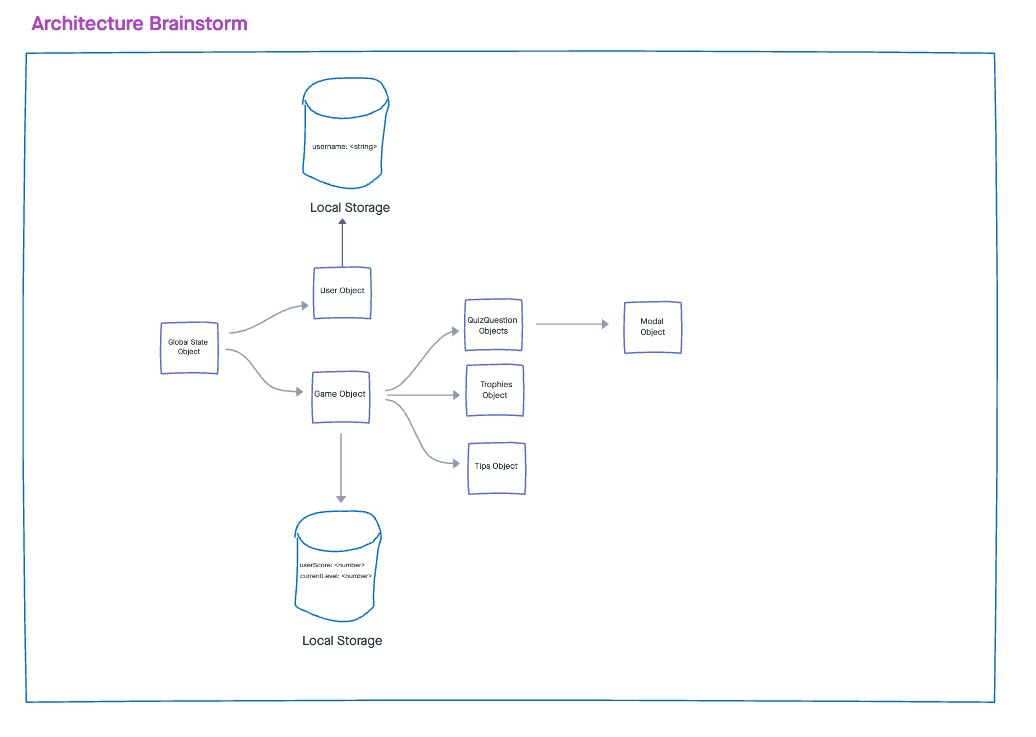 Architecture Brainstorm
username: <string>
Local Storage
User Object
Global State
Object
Game Object
QuizQuestion
Objects
Modal
Object
Trophies
Object
Tips Object
userScore: <number>
currentLevel: <number>
Local Storage